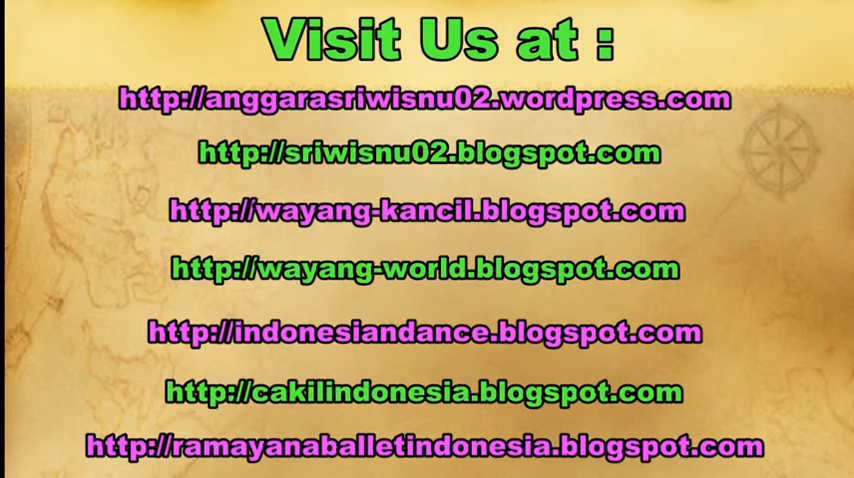 Visit Us at :
http://anggarasriwisnu02.wordpress.com
http://sriwisnu02.blogspot.com
http://wayang-kancil.blogspot.com
http://wayang-world.blogspot.com
http://indonesiandance.blogspot.com
http://cakilindonesia.blogspot.com
http://ramayanaballetindonesia.blogspot.com